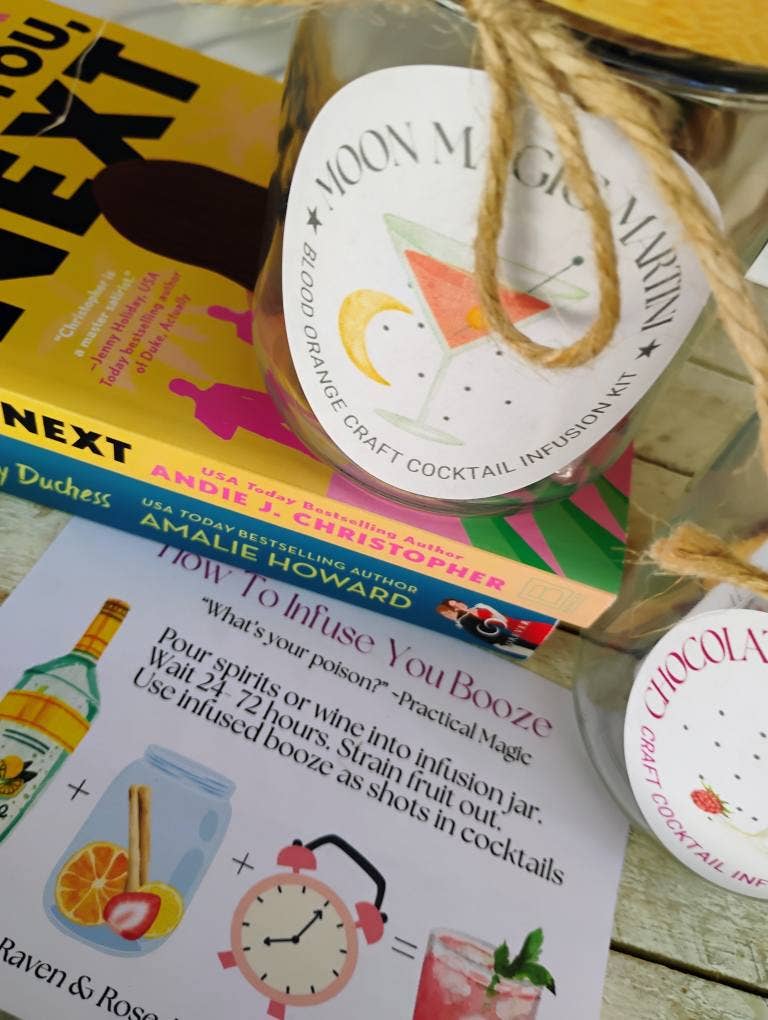 YOU,
NEXT
"Christopher is
a master satirist."
—Jenny Holiday, USA
Today bestselling author
of Duke, Actually
NEXT
USA Today Bestselling Author
ANDIE J. CHRISTOPHER
y Duchess
USA TODAY BESTSELLING AUTHOR
AMALIE HOWARD
MOON MAGIC MARTINI
BLOOD ORANGE CRAFT COCKTAIL INFUSION KIT
How To Infuse You Booze
"What's your poison?" -Practical Magic
Pour spirits or wine into infusion jar.
Wait 24- 72 hours. Strain fruit out.
Use infused booze as shots in cocktails
+
+
=
Raven & Rose
CHOCOLAT
CRAFT COCKTAIL INF